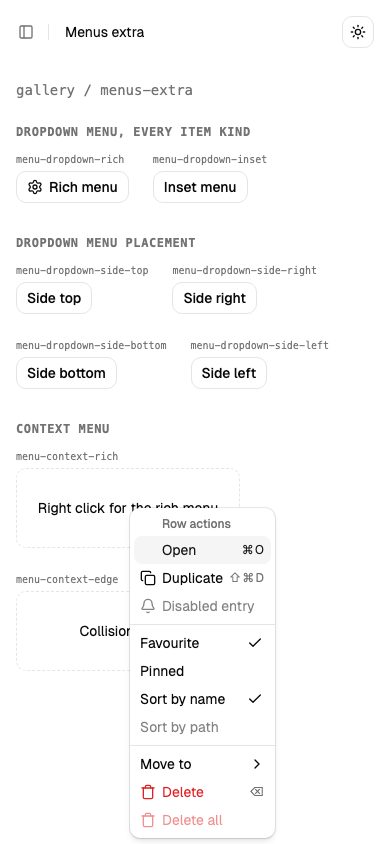 Menus extra
gallery / menus-extra
DROPDOWN MENU, EVERY ITEM KIND
menu-dropdown-rich menu-dropdown-inset
Rich menu Inset menu
DROPDOWN MENU PLACEMENT
menu-dropdown-side-top menu-dropdown-side-right
Side top Side right
menu-dropdown-side-bottom menu-dropdown-side-left
Side bottom Side left
CONTEXT MENU
menu-context-rich
Right click for the rich menu
menu-context-edge
Collision
Row actions
Open ⌘O
Duplicate ⇧⌘D
Disabled entry
Favourite
Pinned
Sort by name
Sort by path
Move to
Delete ⌫
Delete all